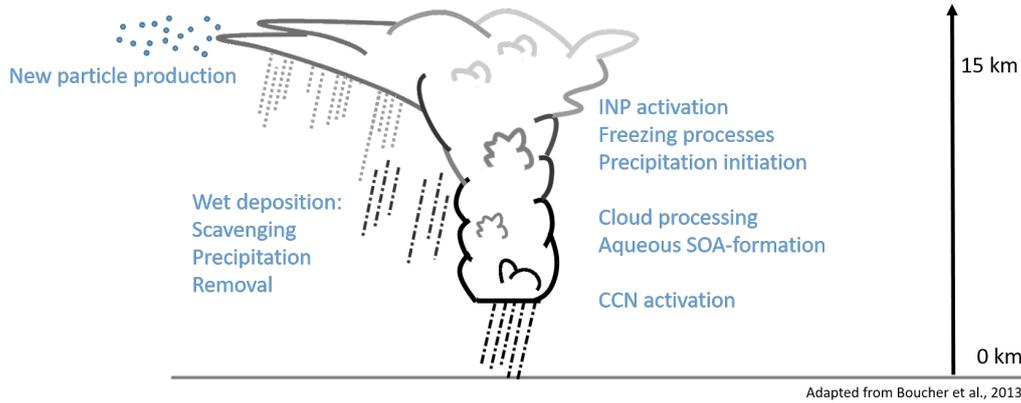 New particle production
15 km
INP activation
Freezing processes
Precipitation initiation
Wet deposition:
Scavenging
Precipitation
Removal
Cloud processing
Aqueous SOA-formation
CCN activation
0 km
Adapted from Boucher et al., 2013